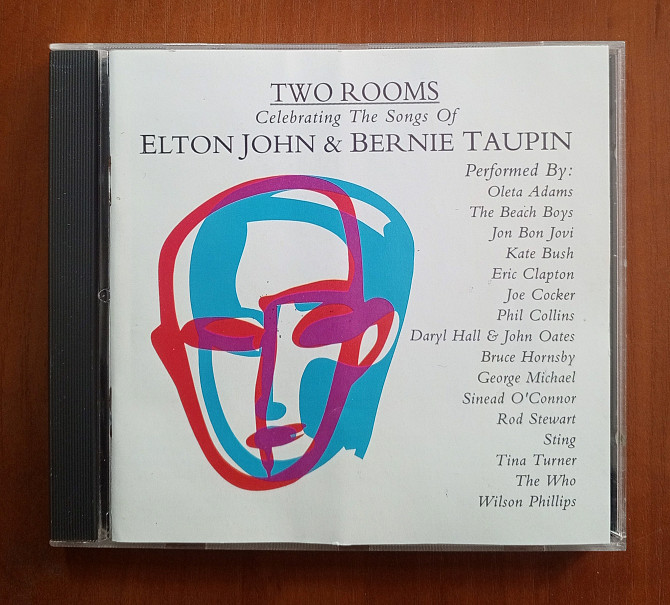 TWO ROOMS
Celebrating The Songs Of
ELTON JOHN & BERNIE TAUPIN
Performed By:
Oleta Adams
The Beach Boys
Jon Bon Jovi
Kate Bush
Eric Clapton
Joe Cocker
Phil Collins
Daryl Hall & John Oates
Bruce Hornsby
George Michael
Sinead O'Connor
Rod Stewart
Sting
Tina Turner
The Who
Wilson Phillips